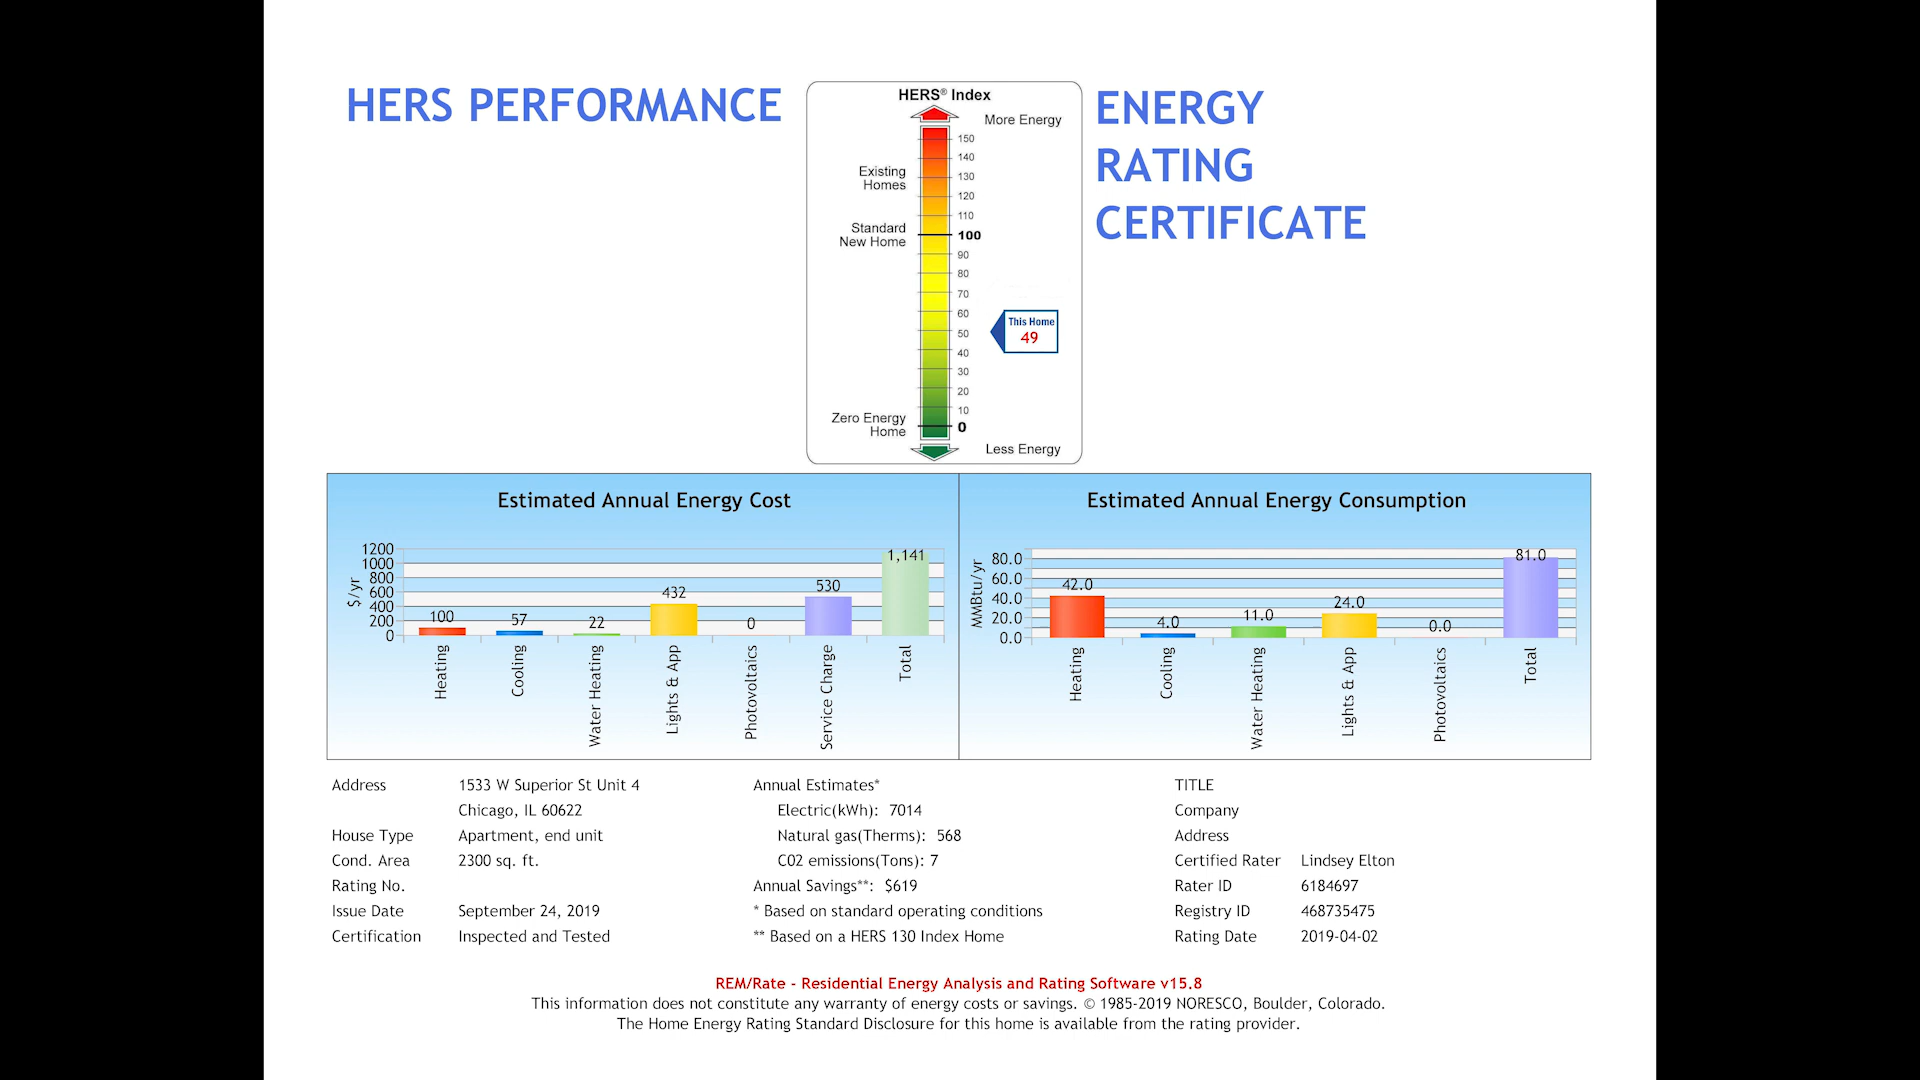 HERS PERFORMANCE
HERS® Index
More Energy
150
140
130
120
110
100
90
80
70
60
50
40
30
20
10
0
Existing
Homes
Standard
New Home
This Home
49
Zero Energy
Home
Less Energy
ENERGY
RATING
CERTIFICATE
Estimated Annual Energy Cost
$/yr
1200
1000
800
600
400
200
0
100
57
22
432
0
530
1,141
Heating
Cooling
Water Heating
Lights & App
Photovoltaics
Service Charge
Total
Estimated Annual Energy Consumption
MMBtu/yr
80.0
60.0
40.0
20.0
0.0
42.0
4.0
11.0
24.0
0.0
81.0
Heating
Cooling
Water Heating
Lights & App
Photovoltaics
Total
Address 1533 W Superior St Unit 4
Chicago, IL 60622
House Type Apartment, end unit
Cond. Area 2300 sq. ft.
Rating No.
Issue Date September 24, 2019
Certification Inspected and Tested
Annual Estimates*
Electric(kWh): 7014
Natural gas(Therms): 568
C02 emissions(Tons): 7
Annual Savings**: $619
* Based on standard operating conditions
** Based on a HERS 130 Index Home
TITLE
Company
Address
Certified Rater Lindsey Elton
Rater ID 6184697
Registry ID 468735475
Rating Date 2019-04-02
REM/Rate - Residential Energy Analysis and Rating Software v15.8
This information does not constitute any warranty of energy costs or savings. © 1985-2019 NORESCO, Boulder, Colorado.
The Home Energy Rating Standard Disclosure for this home is available from the rating provider.